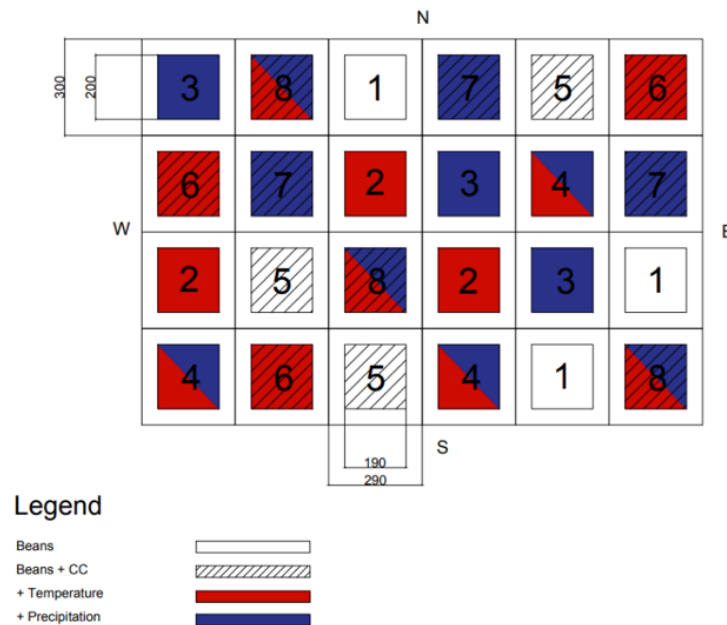 N
300
200
3 8 1 7 5 6
6 7 2 3 4 7
W
E
2 5 8 2 3 1
4 6 5 4 1 8
S
190
290
Legend
Beans
Beans + CC
+ Temperature
+ Precipitation